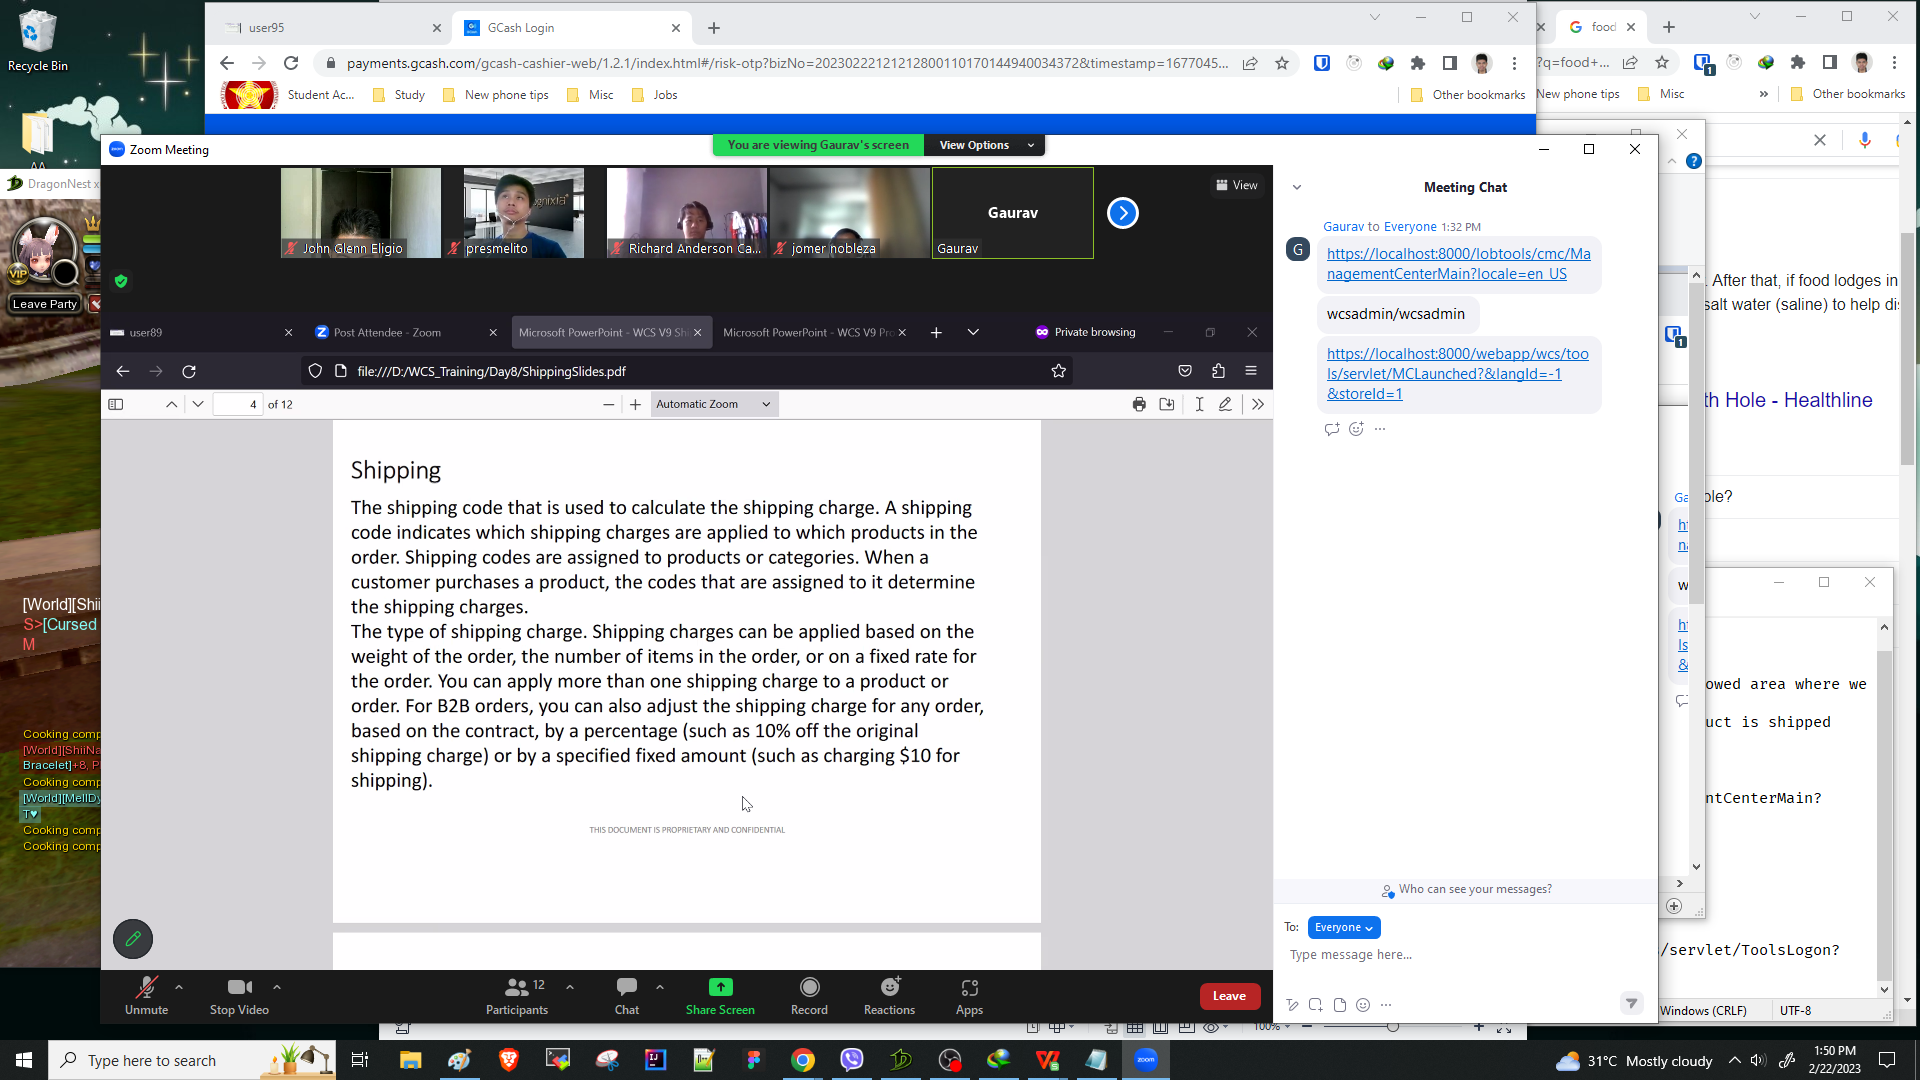 Recycle Bin
user95
GCash Login
food
payments.gcash.com/gcash-cashier-web/1.2.1/index.html#/risk-otp?bizNo=20230222121212800110170144940034372&timestamp=1677045...
?q=food+...
Student Ac...
Study
New phone tips
Misc
Jobs
Other bookmarks
New phone tips
Misc
Other bookmarks
Zoom Meeting
You are viewing Gaurav's screen
View Options
DragonNest
VIP
Leave Party
John Glenn Eligio
presmelito
Richard Anderson Ca...
jomer nobleza
Gaurav
Gaurav
View
Meeting Chat
Gaurav to Everyone 1:32 PM
G
https://localhost:8000/lobtools/cmc/Ma
nagementCenterMain?locale=en_US
wcsadmin/wcsadmin
https://localhost:8000/webapp/wcs/too
ls/servlet/MCLaunched?&langId=-1
&storeId=1
user89
Post Attendee - Zoom
Microsoft PowerPoint - WCS V9 Shi
Microsoft PowerPoint - WCS V9 Pro
Private browsing
file:///D:/WCS_Training/Day8/ShippingSlides.pdf
4 of 12
Automatic Zoom
Shipping
The shipping code that is used to calculate the shipping charge. A shipping
code indicates which shipping charges are applied to which products in the
order. Shipping codes are assigned to products or categories. When a
customer purchases a product, the codes that are assigned to it determine
the shipping charges.
The type of shipping charge. Shipping charges can be applied based on the
weight of the order, the number of items in the order, or on a fixed rate for
the order. You can apply more than one shipping charge to a product or
order. For B2B orders, you can also adjust the shipping charge for any order,
based on the contract, by a percentage (such as 10% off the original
shipping charge) or by a specified fixed amount (such as charging $10 for
shipping).
THIS DOCUMENT IS PROPRIETARY AND CONFIDENTIAL
. After that, if food lodges in
salt water (saline) to help dis
th Hole - Healthline
ole?
owed area where we
uct is shipped
ntCenterMain?
/servlet/ToolsLogon?
Windows (CRLF)
UTF-8
[World][Shii
S>[Cursed
M
Cooking comp
[World][ShiiNa
Bracelet]+8, P
Cooking comp
[World][MellDy
T♥
Cooking comp
Cooking comp
Who can see your messages?
To: Everyone
Type message here...
Unmute
Stop Video
12
Participants
Chat
Share Screen
Record
Reactions
Apps
Leave
100%
Type here to search
31°C Mostly cloudy
1:50 PM
2/22/2023